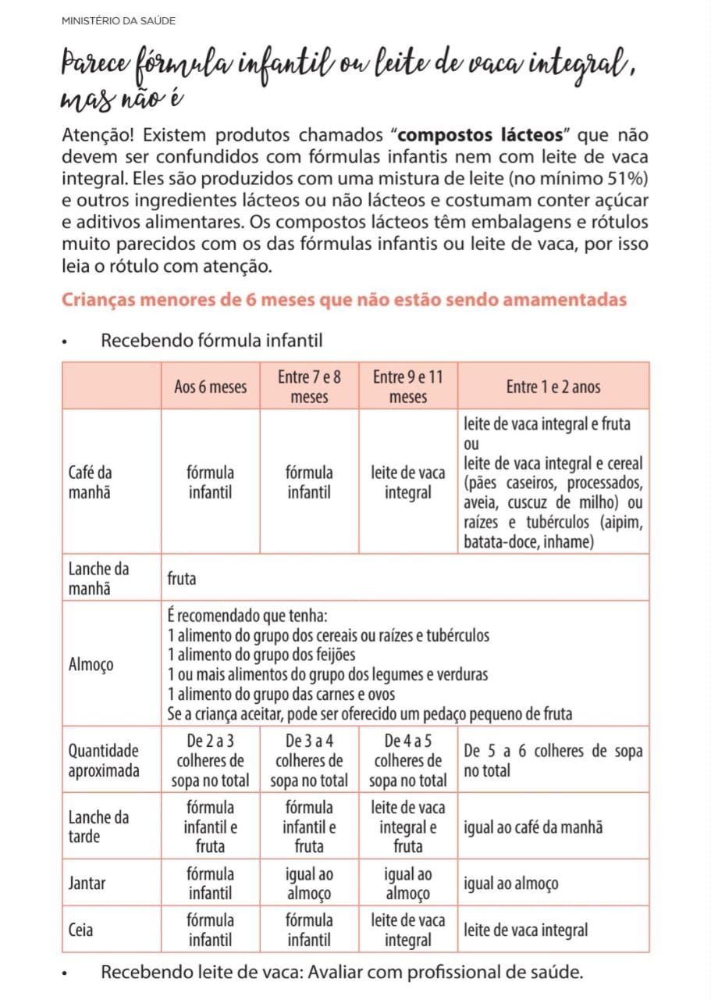 MINISTÉRIO DA SAÚDE
Parece fórmula infantil ou leite de vaca integral,
mas não é
Atenção! Existem produtos chamados “compostos lácteos” que não
devem ser confundidos com fórmulas infantis nem com leite de vaca
integral. Eles são produzidos com uma mistura de leite (no mínimo 51%)
e outros ingredientes lácteos ou não lácteos e costumam conter açúcar
e aditivos alimentares. Os compostos lácteos têm embalagens e rótulos
muito parecidos com os das fórmulas infantis ou leite de vaca, por isso
leia o rótulo com atenção.
Crianças menores de 6 meses que não estão sendo amamentadas
• Recebendo fórmula infantil
Aos 6 meses
Entre 7 e 8
meses
Entre 9 e 11
meses
Entre 1 e 2 anos
Café da
manhã
fórmula
infantil
fórmula
infantil
leite de vaca
integral
leite de vaca integral e fruta
ou
leite de vaca integral e cereal
(pães caseiros, processados,
aveia, cuscuz de milho) ou
raízes e tubérculos (aipim,
batata-doce, inhame)
Lanche da
manhã
fruta
Almoço
É recomendado que tenha:
1 alimento do grupo dos cereais ou raízes e tubérculos
1 alimento do grupo dos feijões
1 ou mais alimentos do grupo dos legumes e verduras
1 alimento do grupo das carnes e ovos
Se a criança aceitar, pode ser oferecido um pedaço pequeno de fruta
Quantidade
aproximada
De 2 a 3
colheres de
sopa no total
De 3 a 4
colheres de
sopa no total
De 4 a 5
colheres de
sopa no total
De 5 a 6 colheres de sopa
no total
Lanche da
tarde
fórmula
infantil e
fruta
fórmula
infantil e
fruta
leite de vaca
integral e
fruta
igual ao café da manhã
Jantar
fórmula
infantil
igual ao
almoço
igual ao
almoço
igual ao almoço
Ceia
fórmula
infantil
fórmula
infantil
leite de vaca
integral
leite de vaca integral
• Recebendo leite de vaca: Avaliar com profissional de saúde.